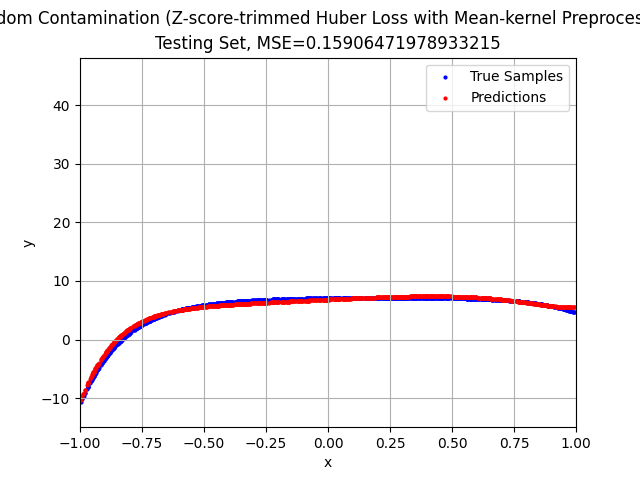 dom Contamination (Z-score-trimmed Huber Loss with Mean-kernel Preproces
Testing Set, MSE=0.15906471978933215
True Samples
Predictions
40
30
20
10
0
−10
y
−1.00 −0.75 −0.50 −0.25 0.00 0.25 0.50 0.75 1.00
x